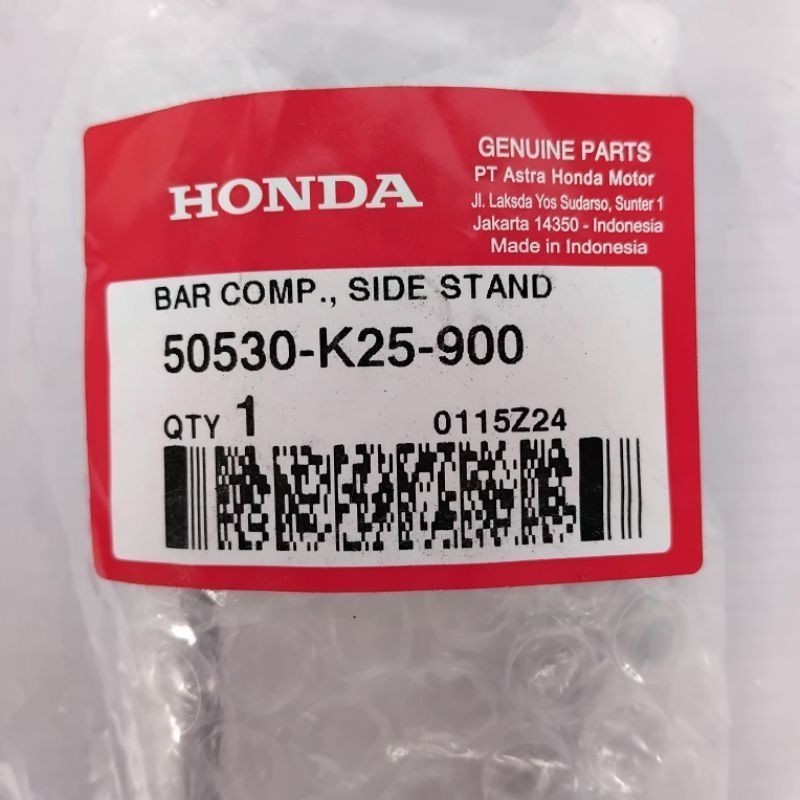 HONDA
GENUINE PARTS
PT Astra Honda Motor
Jl. Laksda Yos Sudarso, Sunter 1
Jakarta 14350 - Indonesia
Made in Indonesia
BAR COMP., SIDE STAND
50530-K25-900
QTY 1 0115Z24